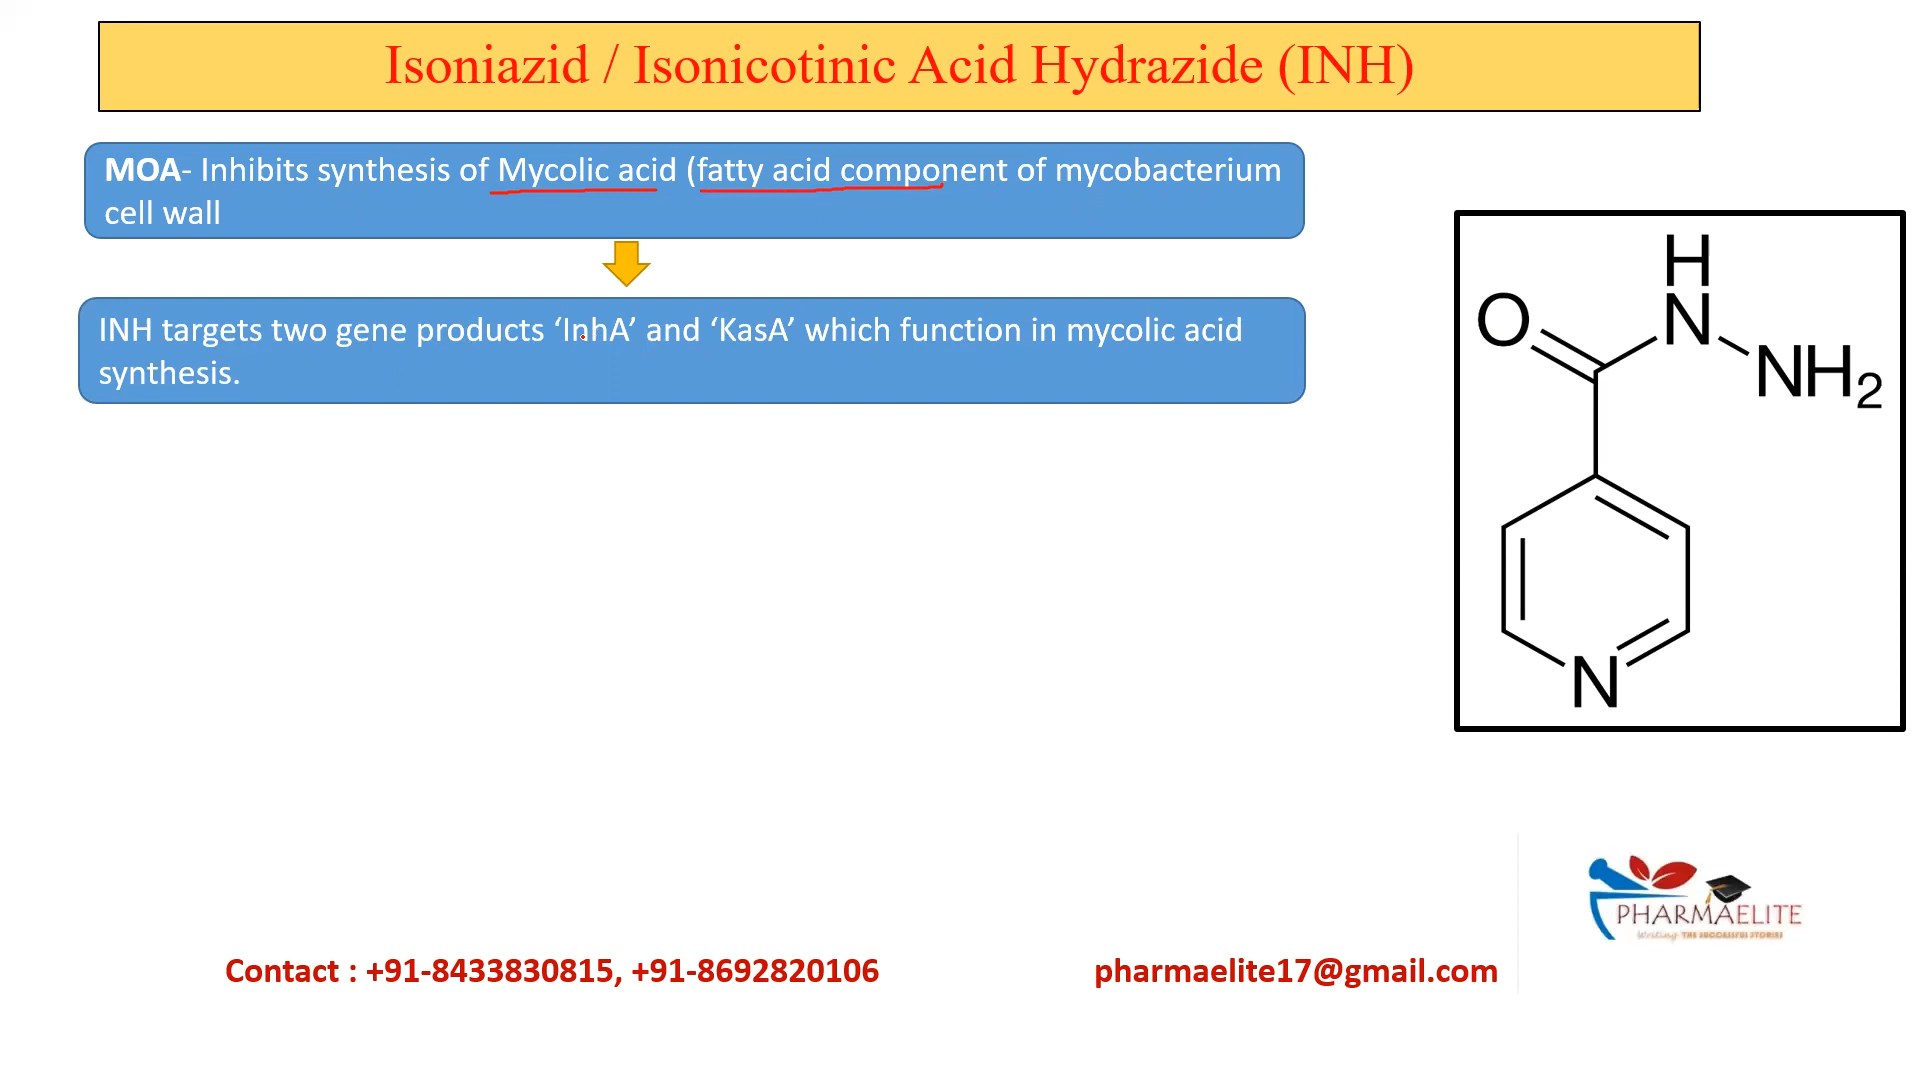 Isoniazid / Isonicotinic Acid Hydrazide (INH)
MOA- Inhibits synthesis of Mycolic acid (fatty acid component of mycobacterium
cell wall
INH targets two gene products ‘InhA’ and ‘KasA’ which function in mycolic acid
synthesis.
H
O
N
NH2
N
PHARMAELITE
Writing THE SUCCESSFUL STORIES
Contact : +91-8433830815, +91-8692820106
pharmaelite17@gmail.com